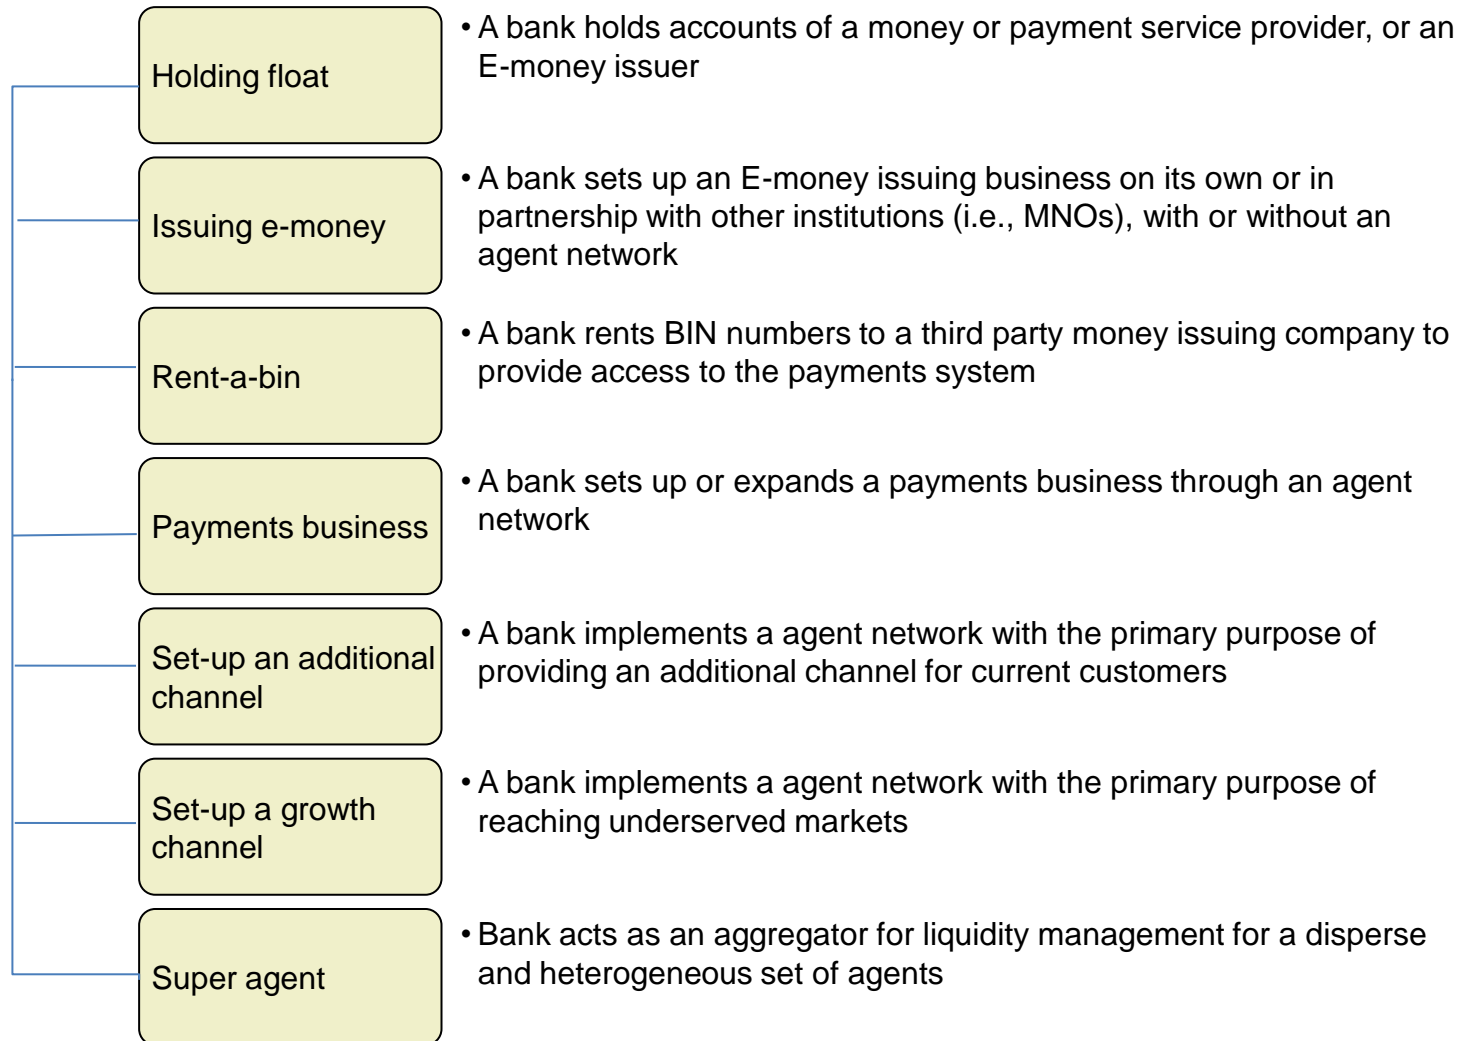 Holding float
• A bank holds accounts of a money or payment service provider, or an
E-money issuer
Issuing e-money
• A bank sets up an E-money issuing business on its own or in
partnership with other institutions (i.e., MNOs), with or without an
agent network
Rent-a-bin
• A bank rents BIN numbers to a third party money issuing company to
provide access to the payments system
Payments business
• A bank sets up or expands a payments business through an agent
network
Set-up an additional
channel
• A bank implements a agent network with the primary purpose of
providing an additional channel for current customers
Set-up a growth
channel
• A bank implements a agent network with the primary purpose of
reaching underserved markets
Super agent
• Bank acts as an aggregator for liquidity management for a disperse
and heterogeneous set of agents